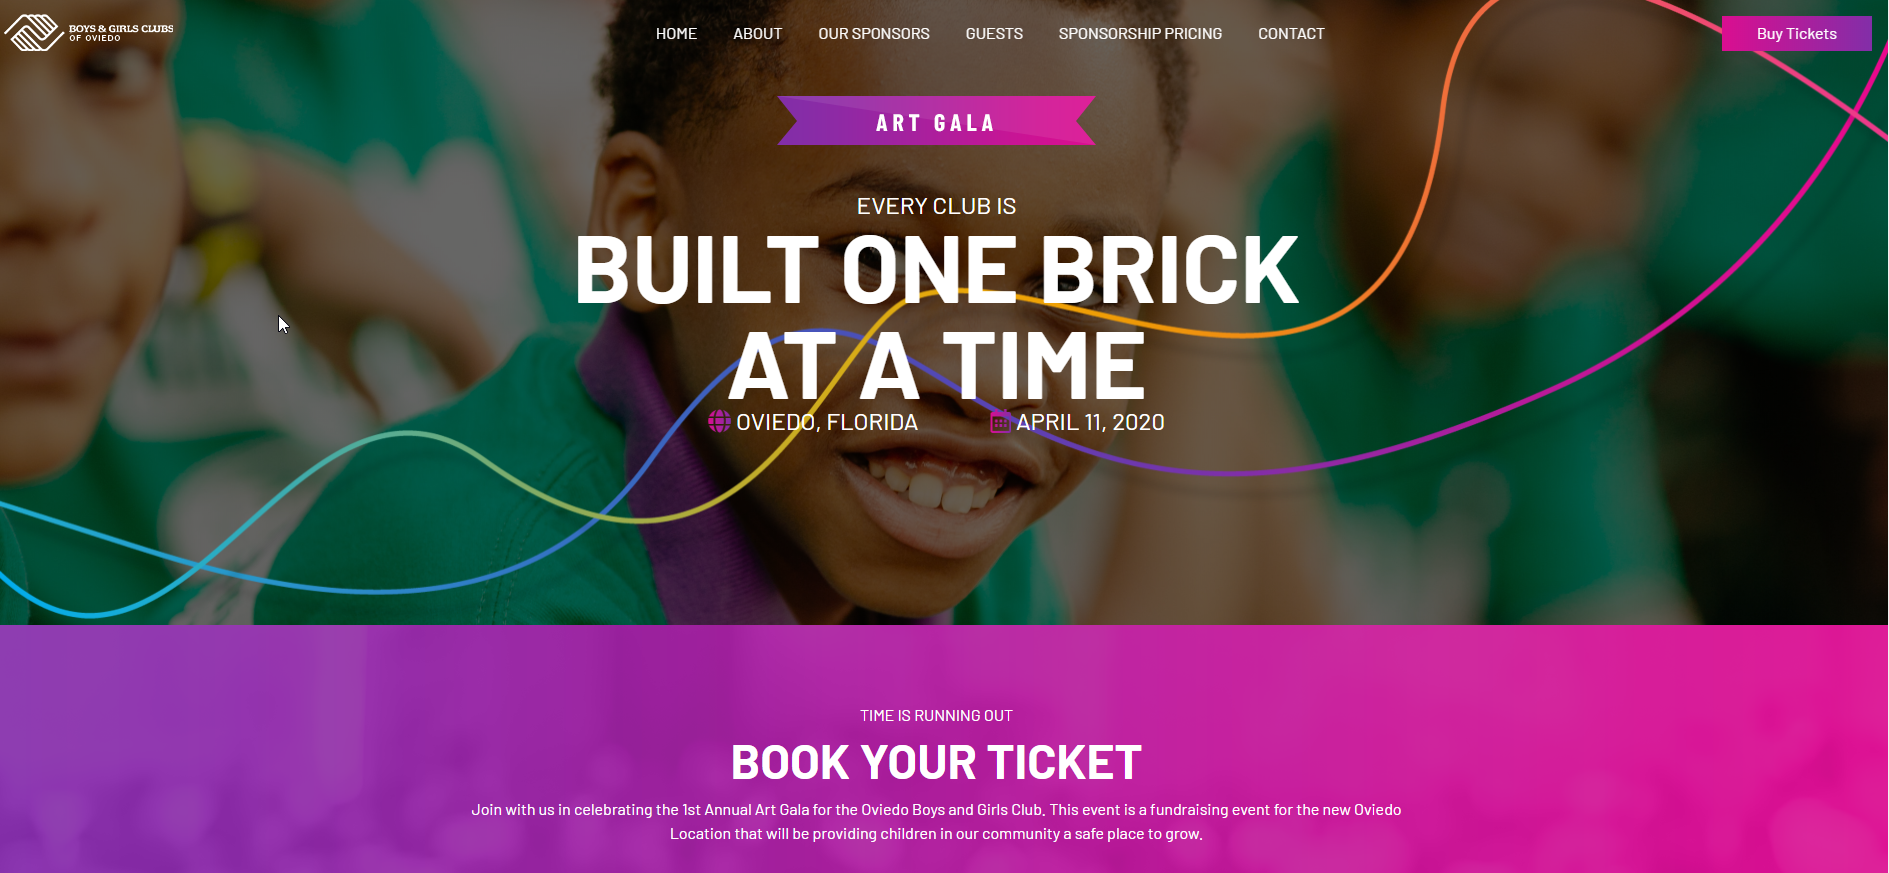 BOYS & GIRLS CLUBS
OF OVIEDO
HOME ABOUT OUR SPONSORS GUESTS SPONSORSHIP PRICING CONTACT
Buy Tickets
ART GALA
EVERY CLUB IS
BUILT ONE BRICK
AT A TIME
OVIEDO, FLORIDA APRIL 11, 2020
TIME IS RUNNING OUT
BOOK YOUR TICKET
Join with us in celebrating the 1st Annual Art Gala for the Oviedo Boys and Girls Club. This event is a fundraising event for the new Oviedo
Location that will be providing children in our community a safe place to grow.